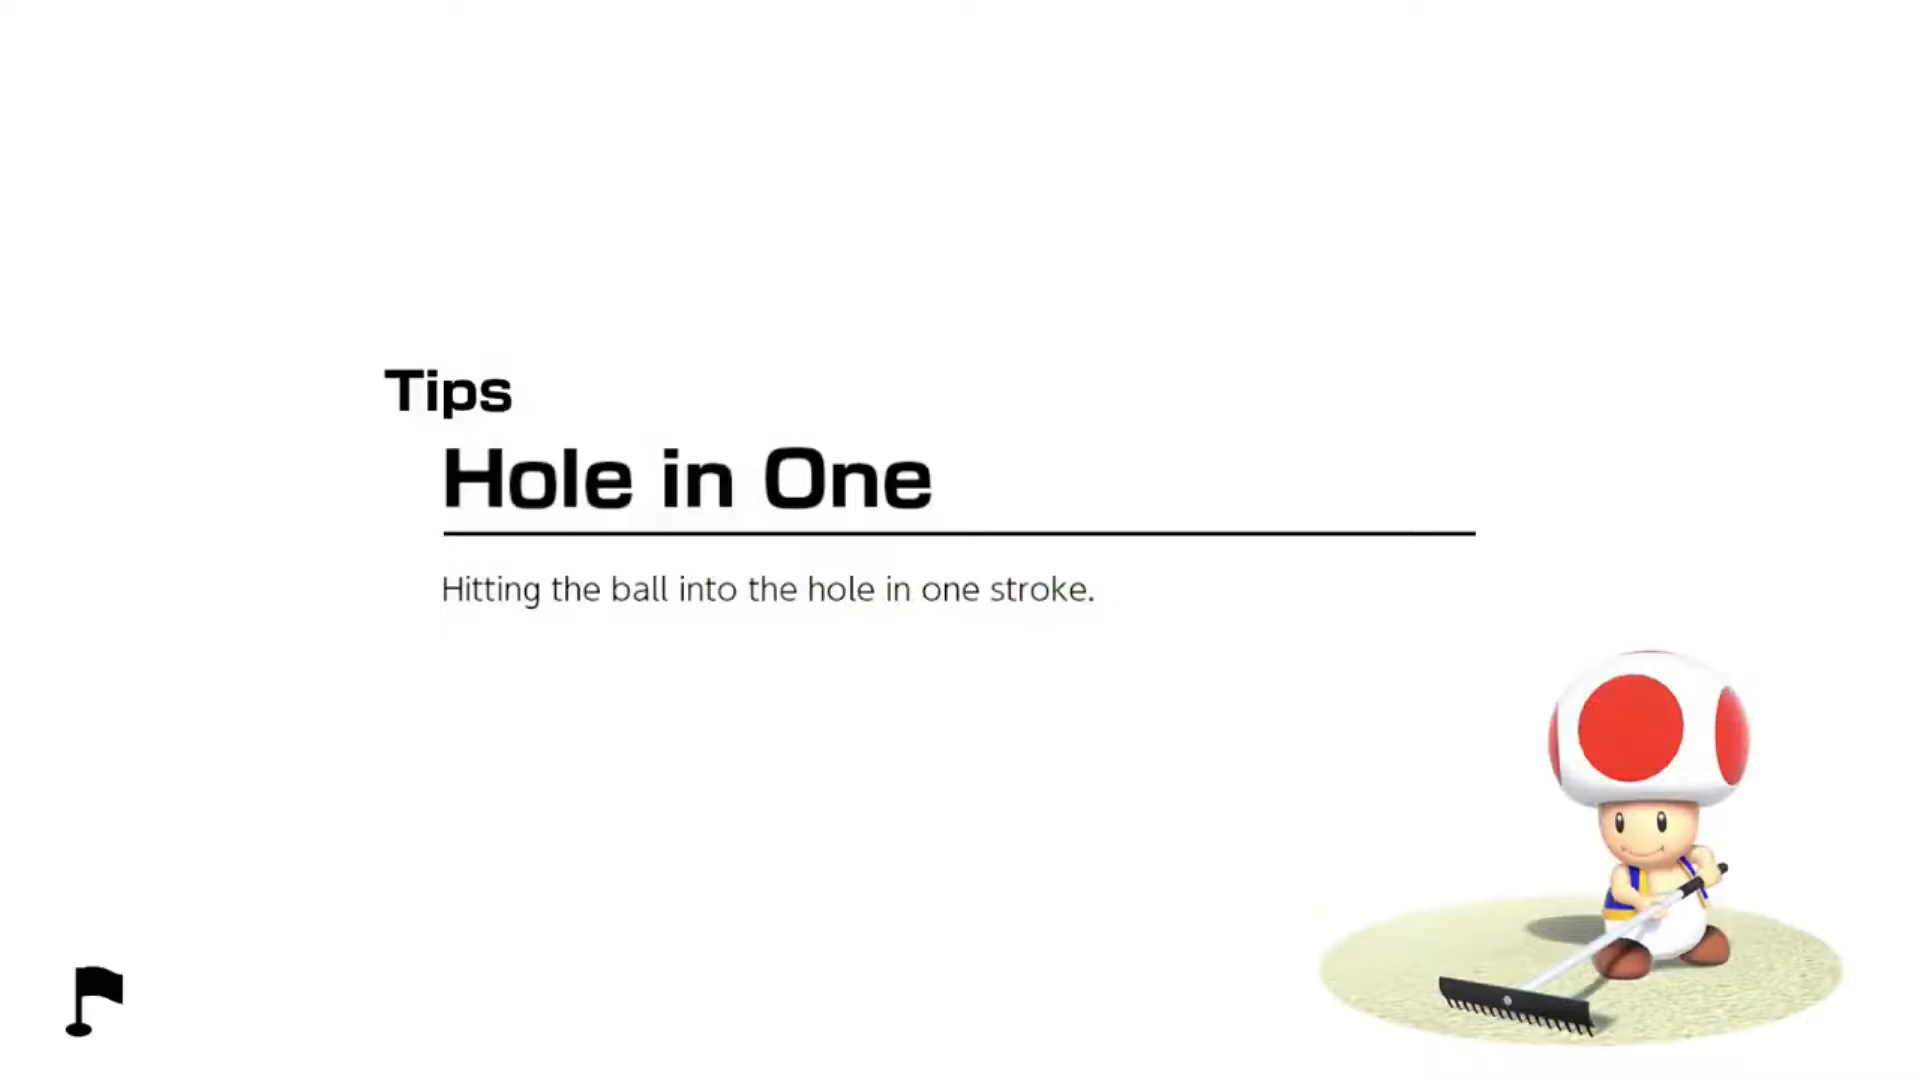 Tips
Hole in One
Hitting the ball into the hole in one stroke.